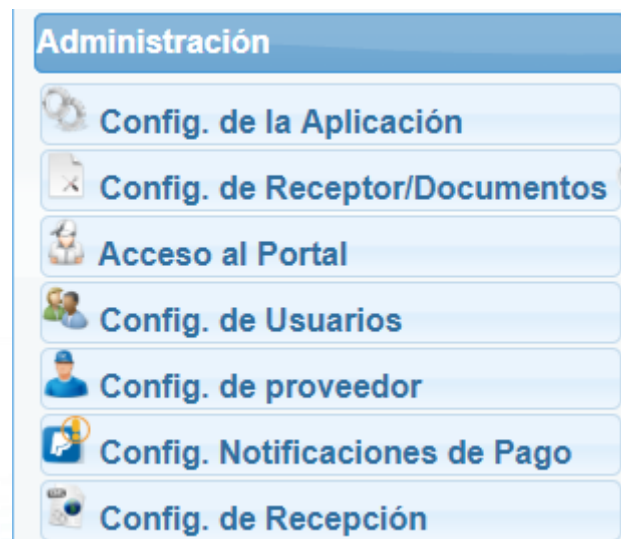 Administración
Config. de la Aplicación
Config. de Receptor/Documentos
Acceso al Portal
Config. de Usuarios
Config. de proveedor
Config. Notificaciones de Pago
Config. de Recepción